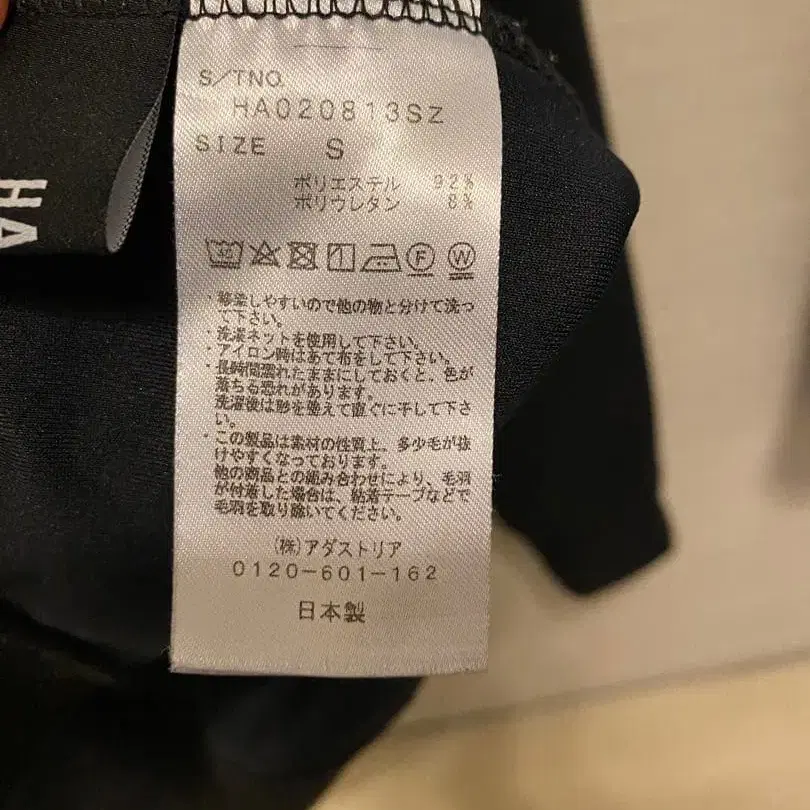 S/TNO.
HA020813SZ
SIZE S
ポリエステル 92%
ポリウレタン 8%
40 F W
・移染しやすいので他の物と分けて洗っ
て下さい。
・洗濯ネットを使用して下さい。
・アイロン時はあて布をして下さい。
・長時間濡れたままにしておくと、色が
落ちる恐れがあります。
洗濯後は形を整えて直ぐに干して下さ
い。
・この製品は素材の性質上、多少毛が抜
けやすくなっております。
他の商品との組み合わせにより、毛羽
が付着した場合は、粘着テープなどで
毛羽を取り除いてください。
(株)アダストリア
0120-601-162
日本製
HA